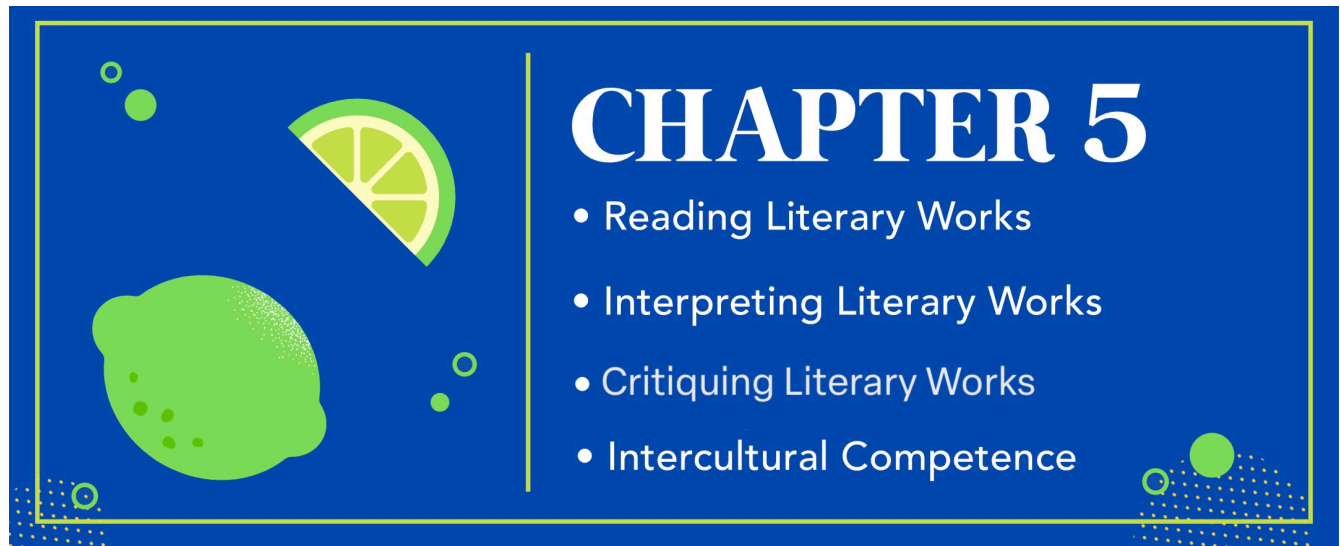 CHAPTER 5
• Reading Literary Works
• Interpreting Literary Works
• Critiquing Literary Works
• Intercultural Competence